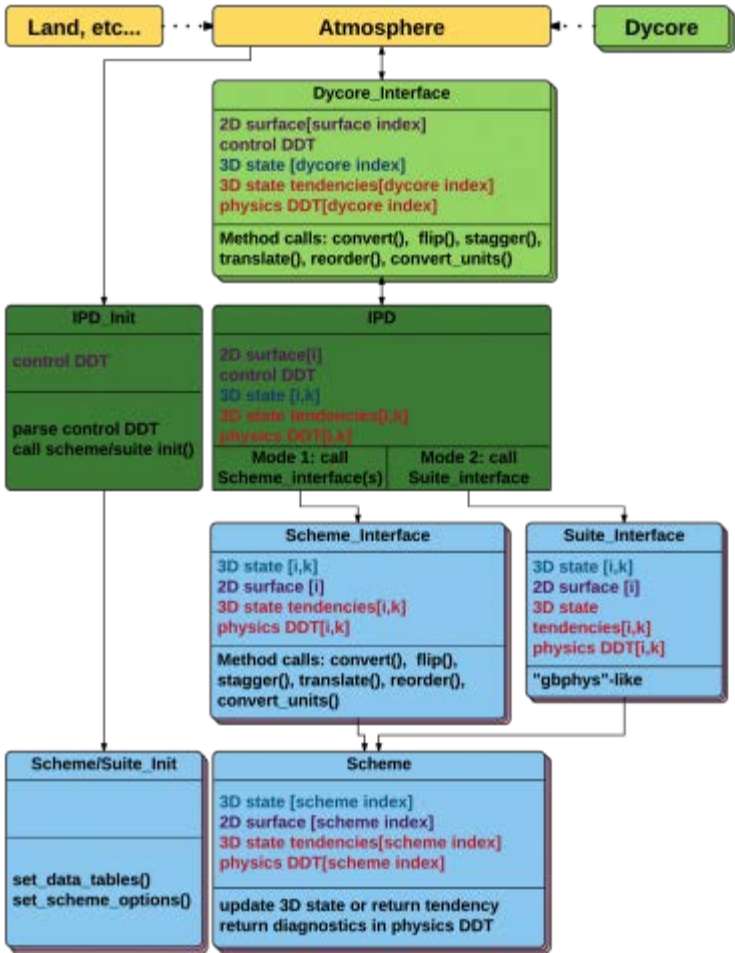 Land, etc...
Atmosphere
Dycore
Dycore_Interface
2D surface[surface index]
control DDT
3D state [dycore index]
3D state tendencies[dycore index]
physics DDT[dycore index]
Method calls: convert(), flip(), stagger(),
translate(), reorder(), convert_units()
IPD_Init
control DDT
parse control DDT
call scheme/suite init()
IPD
2D surface[i]
control DDT
3D state [i,k]
3D state tendencies[i,k]
physics DDT[i,k]
Mode 1: call
Scheme_interface(s)
Mode 2: call
Suite_interface
Scheme_Interface
3D state [i,k]
2D surface [i]
3D state tendencies[i,k]
physics DDT[i,k]
Method calls: convert(), flip(),
stagger(), translate(), reorder(),
convert_units()
Suite_Interface
3D state [i,k]
2D surface [i]
3D state
tendencies[i,k]
physics DDT[i,k]
"gbphys"-like
Scheme/Suite_Init
set_data_tables()
set_scheme_options()
Scheme
3D state [scheme index]
2D surface [scheme index]
3D state tendencies[scheme index]
physics DDT[scheme index]
update 3D state or return tendency
return diagnostics in physics DDT